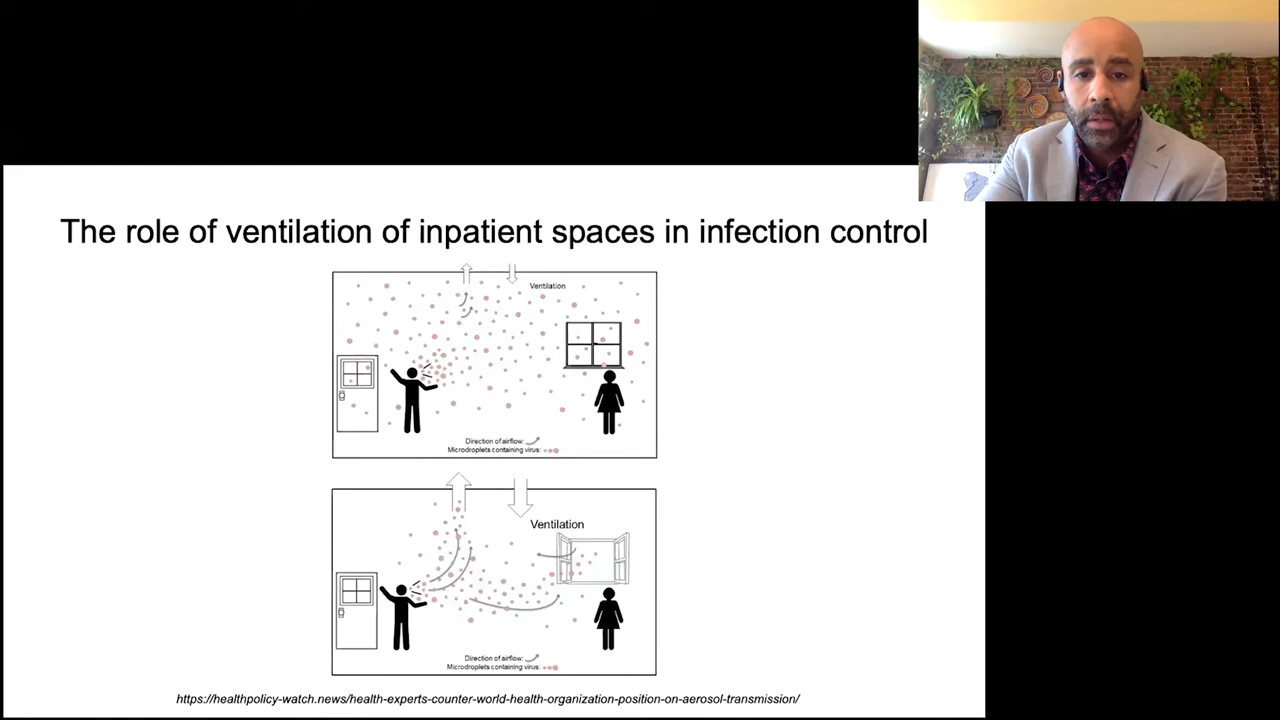 The role of ventilation of inpatient spaces in infection control
Ventilation
Direction of airflow:
Microdroplets containing virus:
Ventilation
Direction of airflow:
Microdroplets containing virus:
https://healthpolicy-watch.news/health-experts-counter-world-health-organization-position-on-aerosol-transmission/